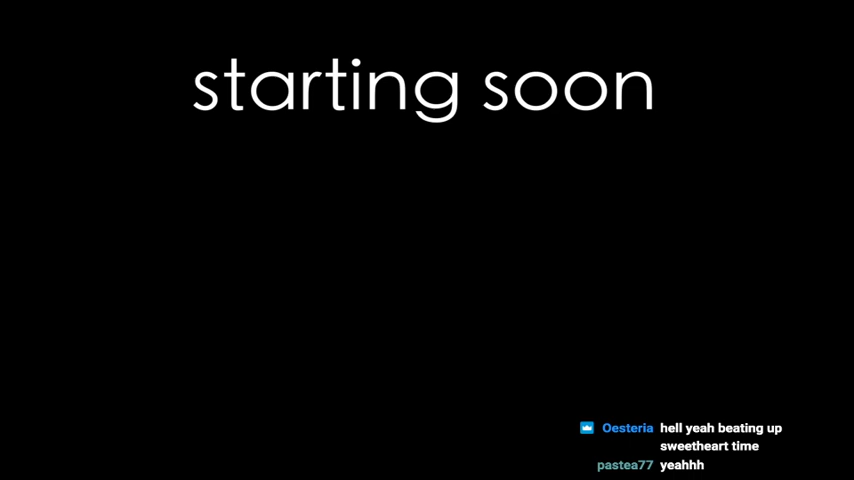 starting soon
Oesteria hell yeah beating up
sweetheart time
pastea77 yeahhh